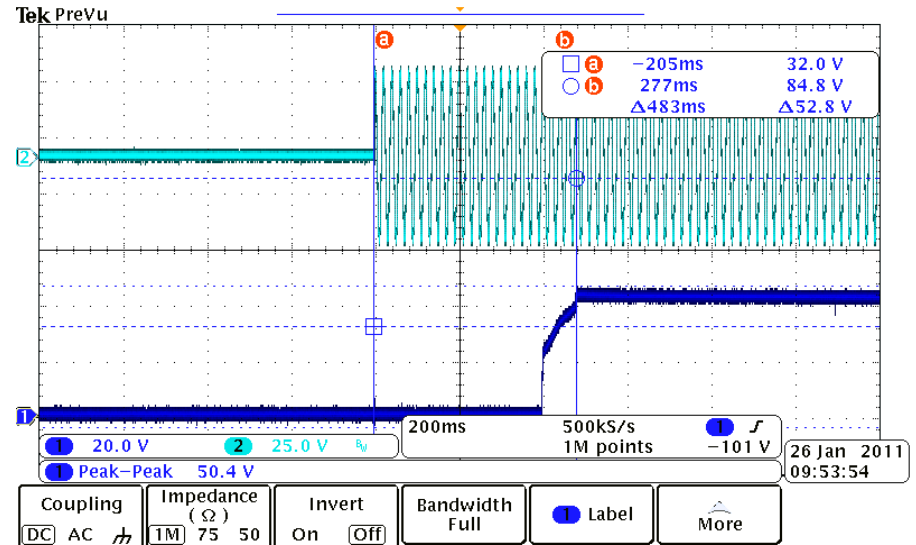 Tek PreVu
a
b
a −205ms 32.0 V
b 277ms 84.8 V
Δ483ms Δ52.8 V
2
1
1 20.0 V 2 25.0 V BW
200ms 500kS/s 1
1M points −101 V
1 Peak−Peak 50.4 V
26 Jan 2011
09:53:54
Coupling
DC AC
Impedance
(Ω)
1M 75 50
Invert
On Off
Bandwidth
Full
1 Label
More